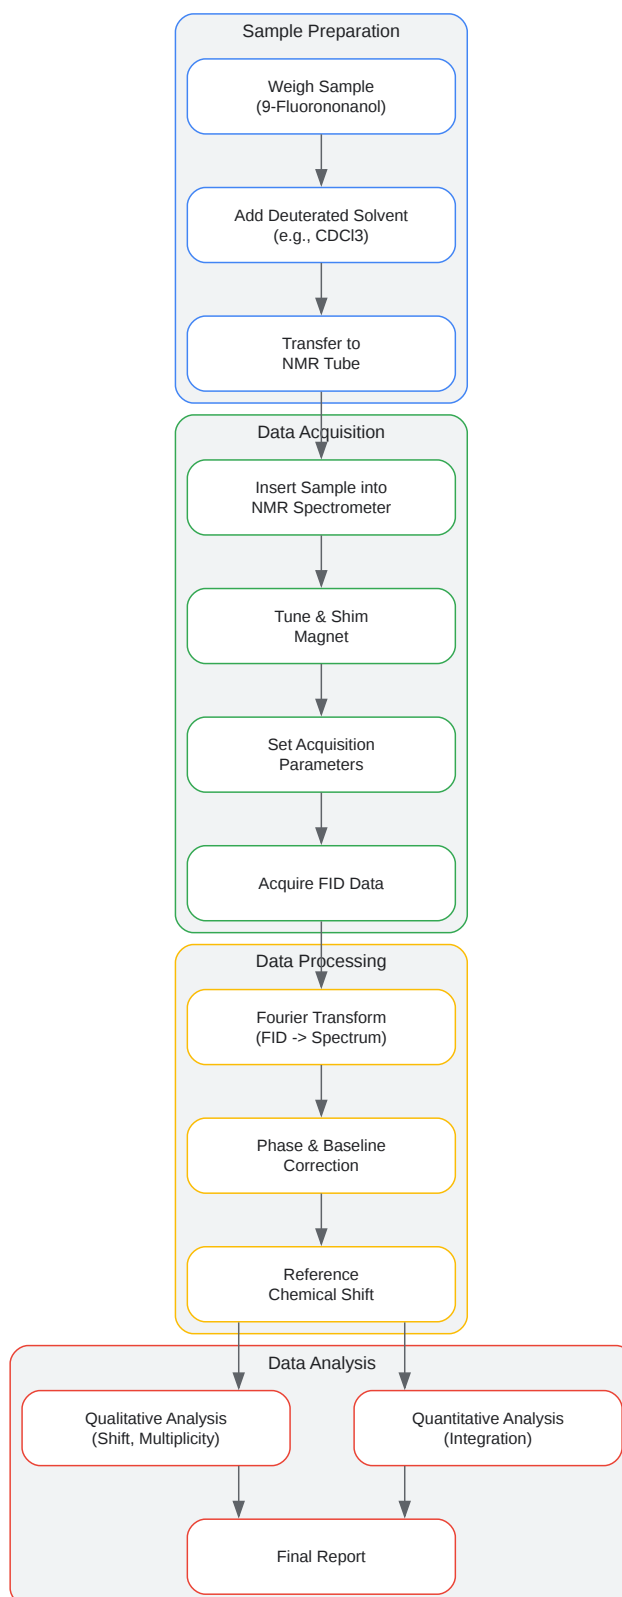 Sample Preparation
Weigh Sample
(9-Fluorononanol)
Add Deuterated Solvent
(e.g., CDCl3)
Transfer to
NMR Tube
Data Acquisition
Insert Sample into
NMR Spectrometer
Tune & Shim
Magnet
Set Acquisition
Parameters
Acquire FID Data
Data Processing
Fourier Transform
(FID -> Spectrum)
Phase & Baseline
Correction
Reference
Chemical Shift
Data Analysis
Qualitative Analysis
(Shift, Multiplicity)
Quantitative Analysis
(Integration)
Final Report